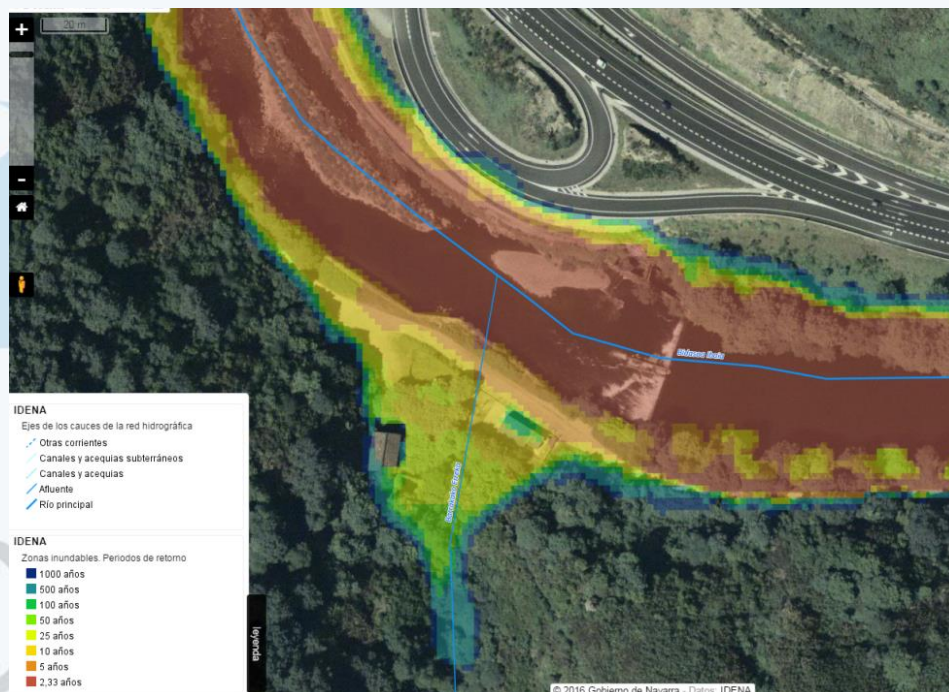 +
20 m
-
Bidasoa Ibaia
IDENA
Ejes de los cauces de la red hidrográfica
Otras corrientes
Canales y acequias subterráneos
Canales y acequias
Afluente
Río principal
IDENA
Zonas inundables. Periodos de retorno
1000 años
500 años
100 años
50 años
25 años
10 años
5 años
2,33 años
leyenda
© 2016 Gobierno de Navarra - Datos: IDENA